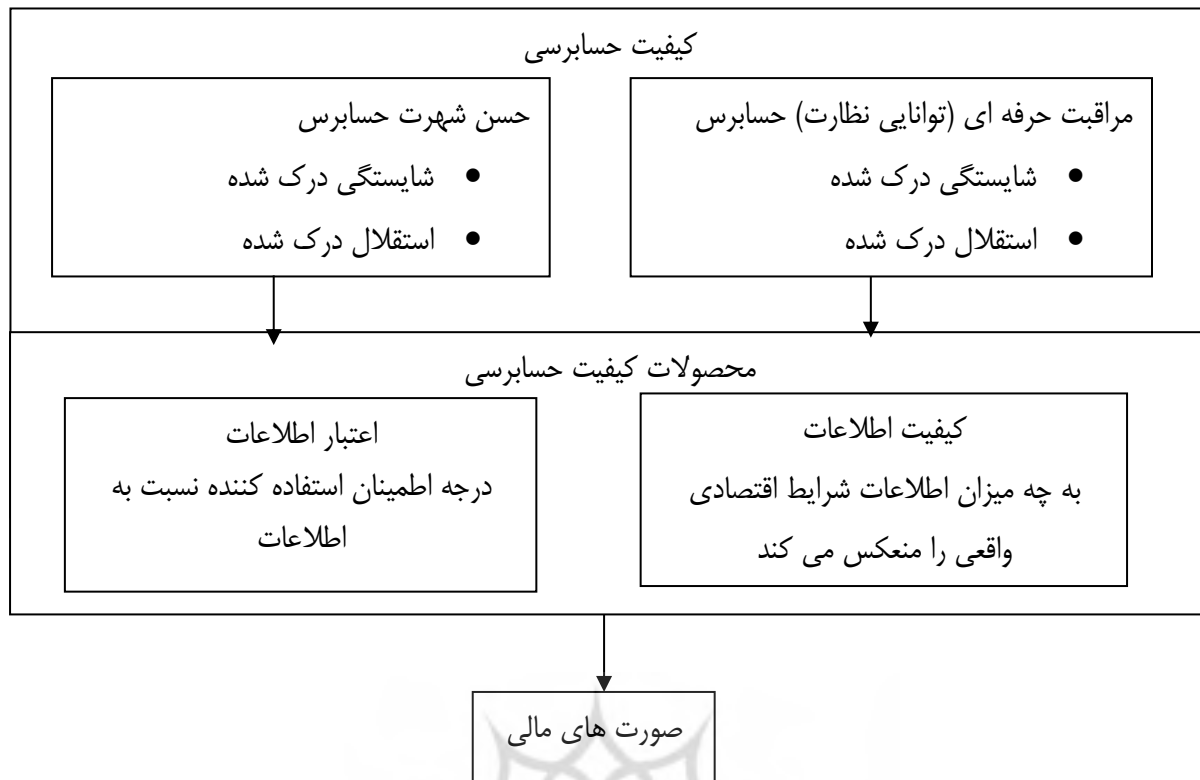 کیفیت حسابرسی
مراقبت حرفه ای (توانایی نظارت) حسابرس
• شایستگی درک شده
• استقلال درک شده
حسن شهرت حسابرس
• شایستگی درک شده
• استقلال درک شده
محصولات کیفیت حسابرسی
کیفیت اطلاعات
به چه میزان اطلاعات شرایط اقتصادی
واقعی را منعکس می کند
اعتبار اطلاعات
درجه اطمینان استفاده کننده نسبت به
اطلاعات
صورت های مالی